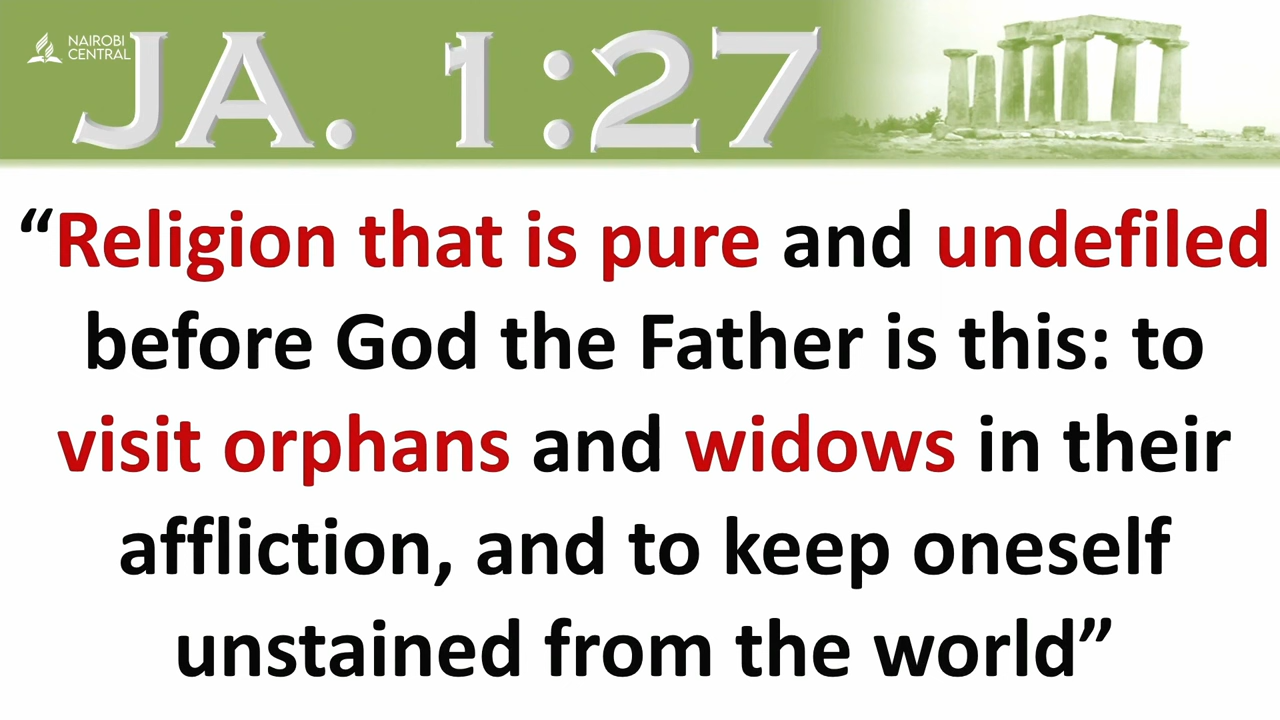 NAIROBI
CENTRAL
JA. 1:27
“Religion that is pure and undefiled
before God the Father is this: to
visit orphans and widows in their
affliction, and to keep oneself
unstained from the world”